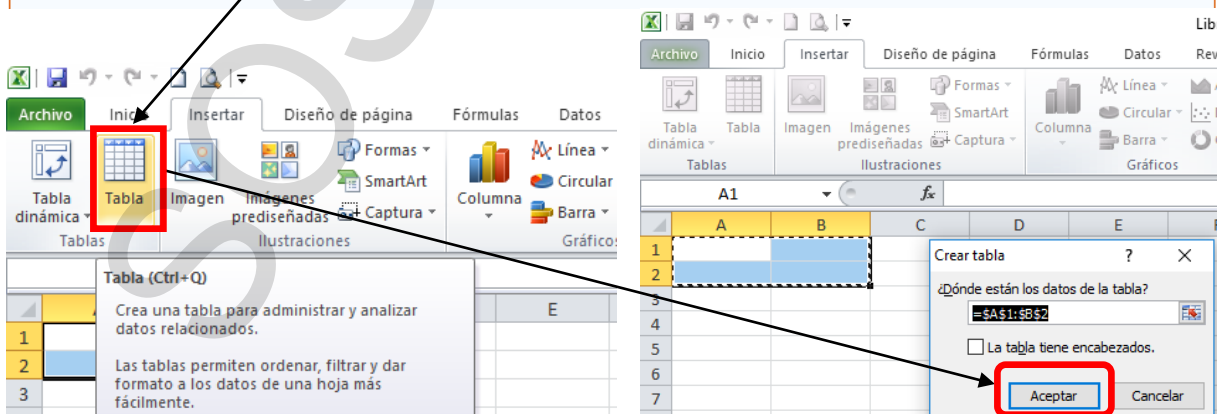 Archivo Inicio Insertar Diseño de página Fórmulas Datos
Tabla dinámica
Tabla
Imagen
Imágenes prediseñadas
Formas
SmartArt
Captura
Columna
Línea
Circular
Barra
Tablas Ilustraciones
Tabla (Ctrl+Q)
Crea una tabla para administrar y analizar
datos relacionados.
Las tablas permiten ordenar, filtrar y dar
formato a los datos de una hoja más
fácilmente.
E
1
2
3
Archivo Inicio Insertar Diseño de página Fórmulas Datos
Tabla dinámica
Tabla
Imagen
Imágenes prediseñadas
Formas
SmartArt
Captura
Columna
Línea
Circular
Barra
Tablas Ilustraciones Gráficos
A1 fx
A B C D E
1
2
3
4
5
6
7
Crear tabla ? X
¿Dónde están los datos de la tabla?
=$A$1:$B$2
La tabla tiene encabezados.
Aceptar Cancelar